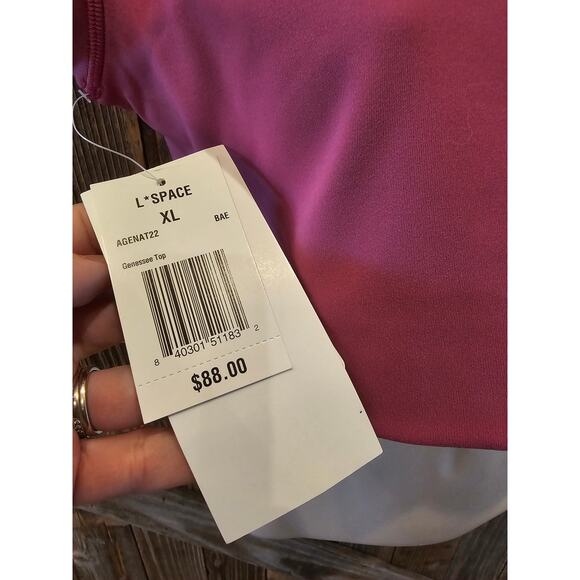 L*SPACE
XL
AGENAT22 BAE
Genessee Top
8 40301 51183 2
$88.00